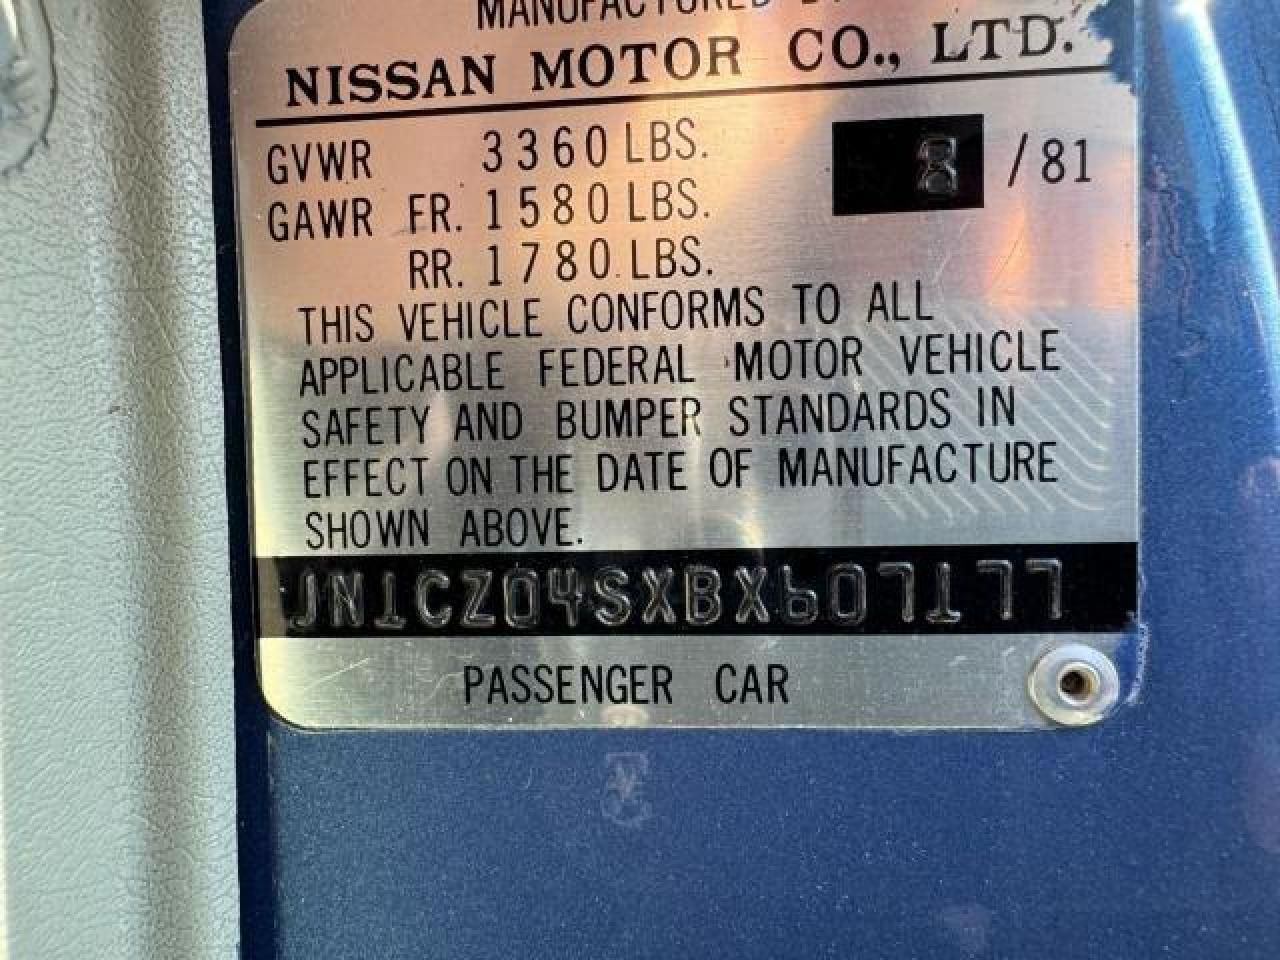 MANUFACTURED BY
NISSAN MOTOR CO., LTD.
GVWR 3360 LBS. 8 / 81
GAWR FR. 1580 LBS.
RR. 1780 LBS.
THIS VEHICLE CONFORMS TO ALL
APPLICABLE FEDERAL MOTOR VEHICLE
SAFETY AND BUMPER STANDARDS IN
EFFECT ON THE DATE OF MANUFACTURE
SHOWN ABOVE.
JN1CZ04SXBX607177
PASSENGER CAR